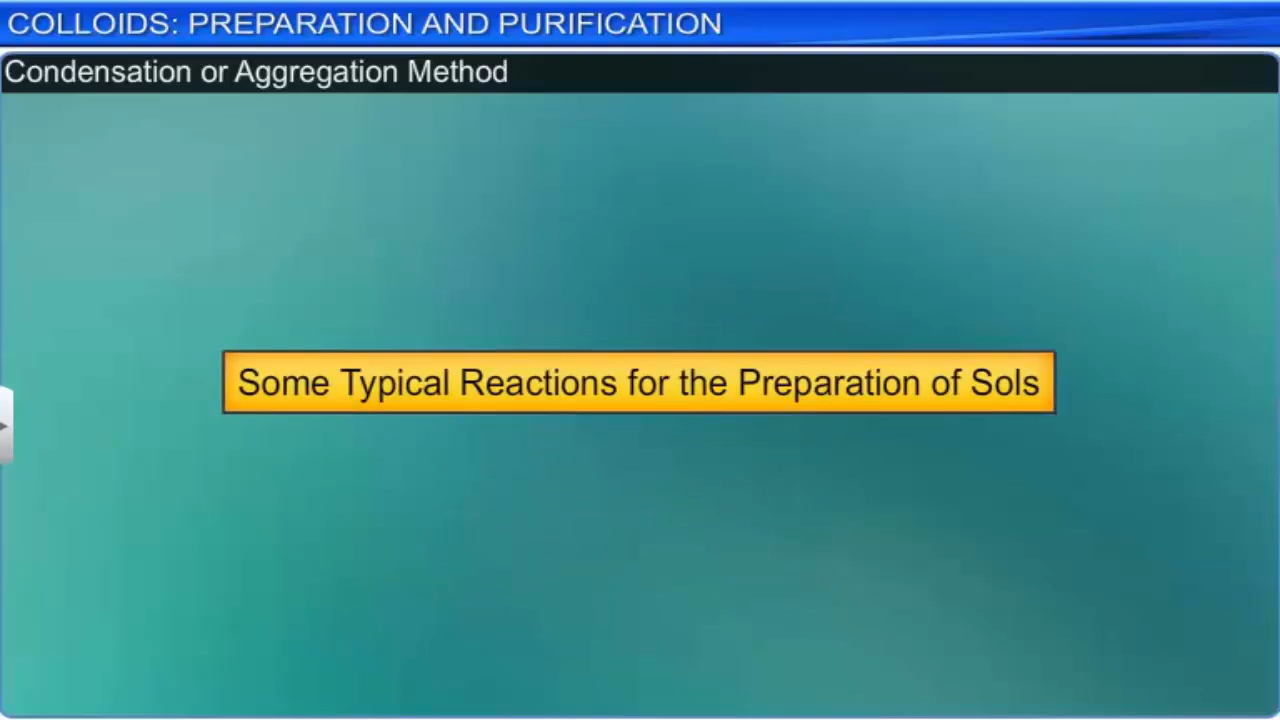 COLLOIDS: PREPARATION AND PURIFICATION
Condensation or Aggregation Method
Some Typical Reactions for the Preparation of Sols